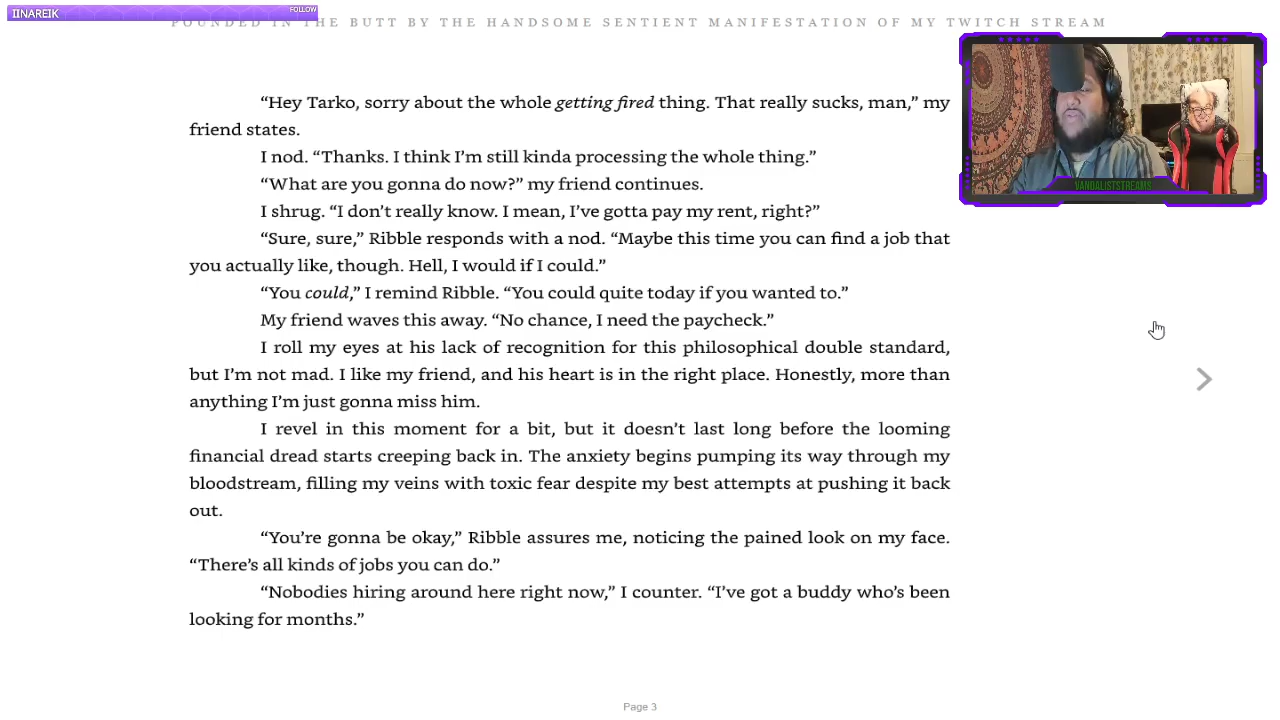 IINAREIK
FOLLOW
POUNDED IN THE BUTT BY THE HANDSOME SENTIENT MANIFESTATION OF MY TWITCH STREAM
“Hey Tarko, sorry about the whole getting fired thing. That really sucks, man,” my
friend states.
I nod. “Thanks. I think I’m still kinda processing the whole thing.”
“What are you gonna do now?” my friend continues.
I shrug. “I don’t really know. I mean, I’ve gotta pay my rent, right?”
“Sure, sure,” Ribble responds with a nod. “Maybe this time you can find a job that
you actually like, though. Hell, I would if I could.”
“You could,” I remind Ribble. “You could quite today if you wanted to.”
My friend waves this away. “No chance, I need the paycheck.”
I roll my eyes at his lack of recognition for this philosophical double standard,
but I’m not mad. I like my friend, and his heart is in the right place. Honestly, more than
anything I’m just gonna miss him.
I revel in this moment for a bit, but it doesn’t last long before the looming
financial dread starts creeping back in. The anxiety begins pumping its way through my
bloodstream, filling my veins with toxic fear despite my best attempts at pushing it back
out.
“You’re gonna be okay,” Ribble assures me, noticing the pained look on my face.
“There’s all kinds of jobs you can do.”
“Nobodies hiring around here right now,” I counter. “I’ve got a buddy who’s been
looking for months.”
Page 3
VANDALISTSTREAMS